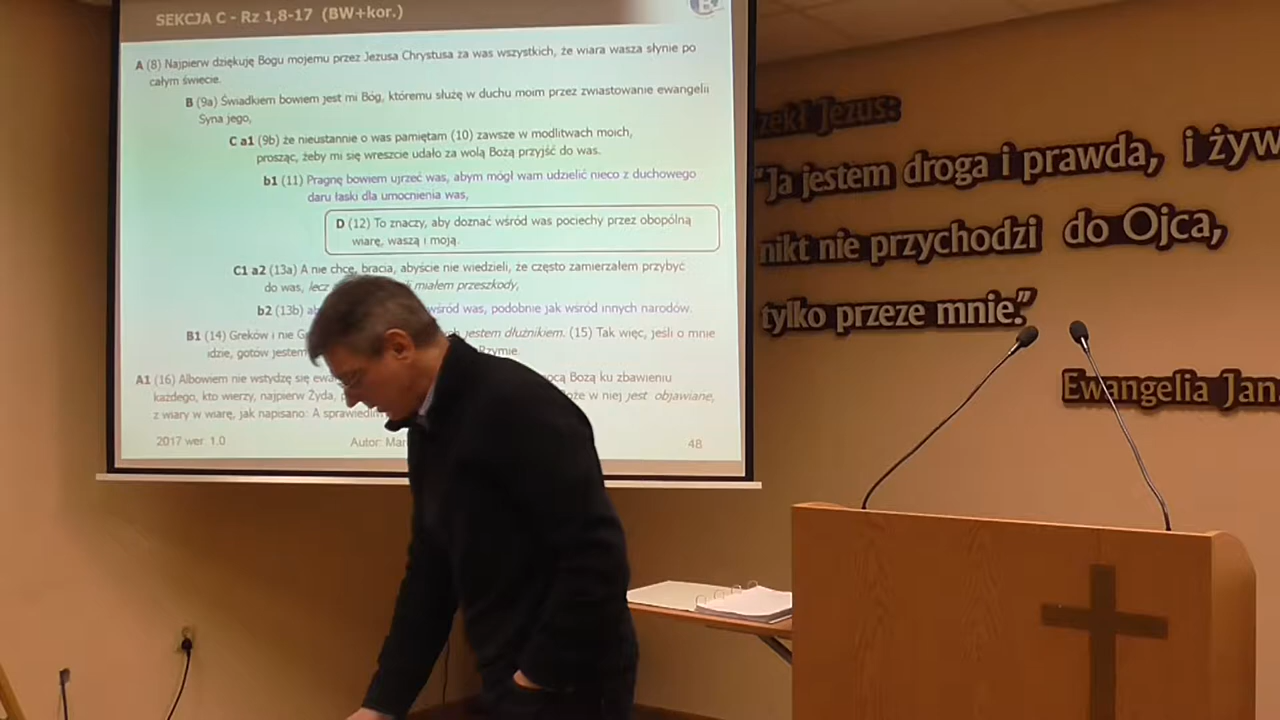 SEKCJA C - Rz 1,8-17 (BW+kor.)
A (8) Najpierw dziękuję Bogu mojemu przez Jezusa Chrystusa za was wszystkich, że wiara wasza słynie po
całym świecie.
B (9a) Świadkiem bowiem jest mi Bóg, któremu służę w duchu moim przez zwiastowanie ewangelii
Syna jego,
C a1 (9b) że nieustannie o was pamiętam (10) zawsze w modlitwach moich,
prosząc, żeby mi się wreszcie udało za wolą Bożą przyjść do was.
b1 (11) Pragnę bowiem ujrzeć was, abym mógł wam udzielić nieco z duchowego
daru łaski dla umocnienia was,
D (12) To znaczy, aby doznać wśród was pociechy przez obopólną
wiarę, waszą i moją.
C1 a2 (13a) A nie chcę, bracia, abyście nie wiedzieli, że często zamierzałem przybyć
do was, lecz miałem przeszkody,
b2 (13b) wśród was, podobnie jak wśród innych narodów.
B1 (14) Greków i nie jestem dłużnikiem. (15) Tak więc, jeśli o mnie
idzie, gotów jestem Rzymie.
A1 (16) Albowiem nie wstydzę się Bożą ku zbawieniu
każdego, kto wierzy, najpierw Żyda, w niej jest objawiane,
z wiary w wiarę, jak napisano: A
2017 wer. 1.0 Autor: 48
Jezus:
"Ja jestem droga i prawda, i żyw
nikt nie przychodzi do Ojca,
tylko przeze mnie."
Ewangelia Jana